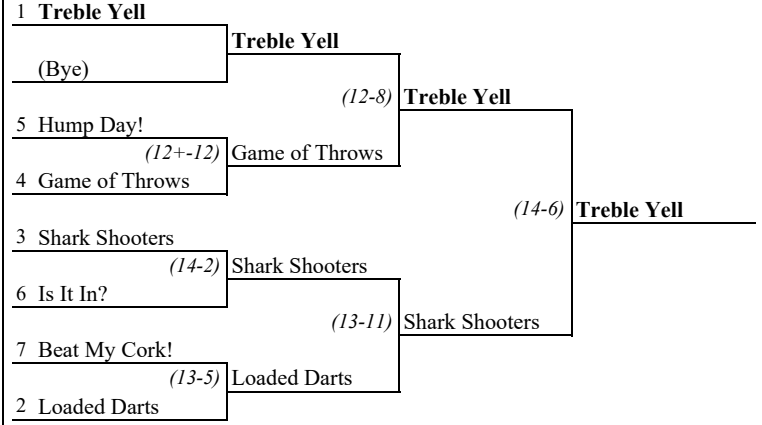 1 Treble Yell
Treble Yell
(Bye)
(12-8) Treble Yell
5 Hump Day!
(12+-12) Game of Throws
4 Game of Throws
(14-6) Treble Yell
3 Shark Shooters
(14-2) Shark Shooters
6 Is It In?
(13-11) Shark Shooters
7 Beat My Cork!
(13-5) Loaded Darts
2 Loaded Darts